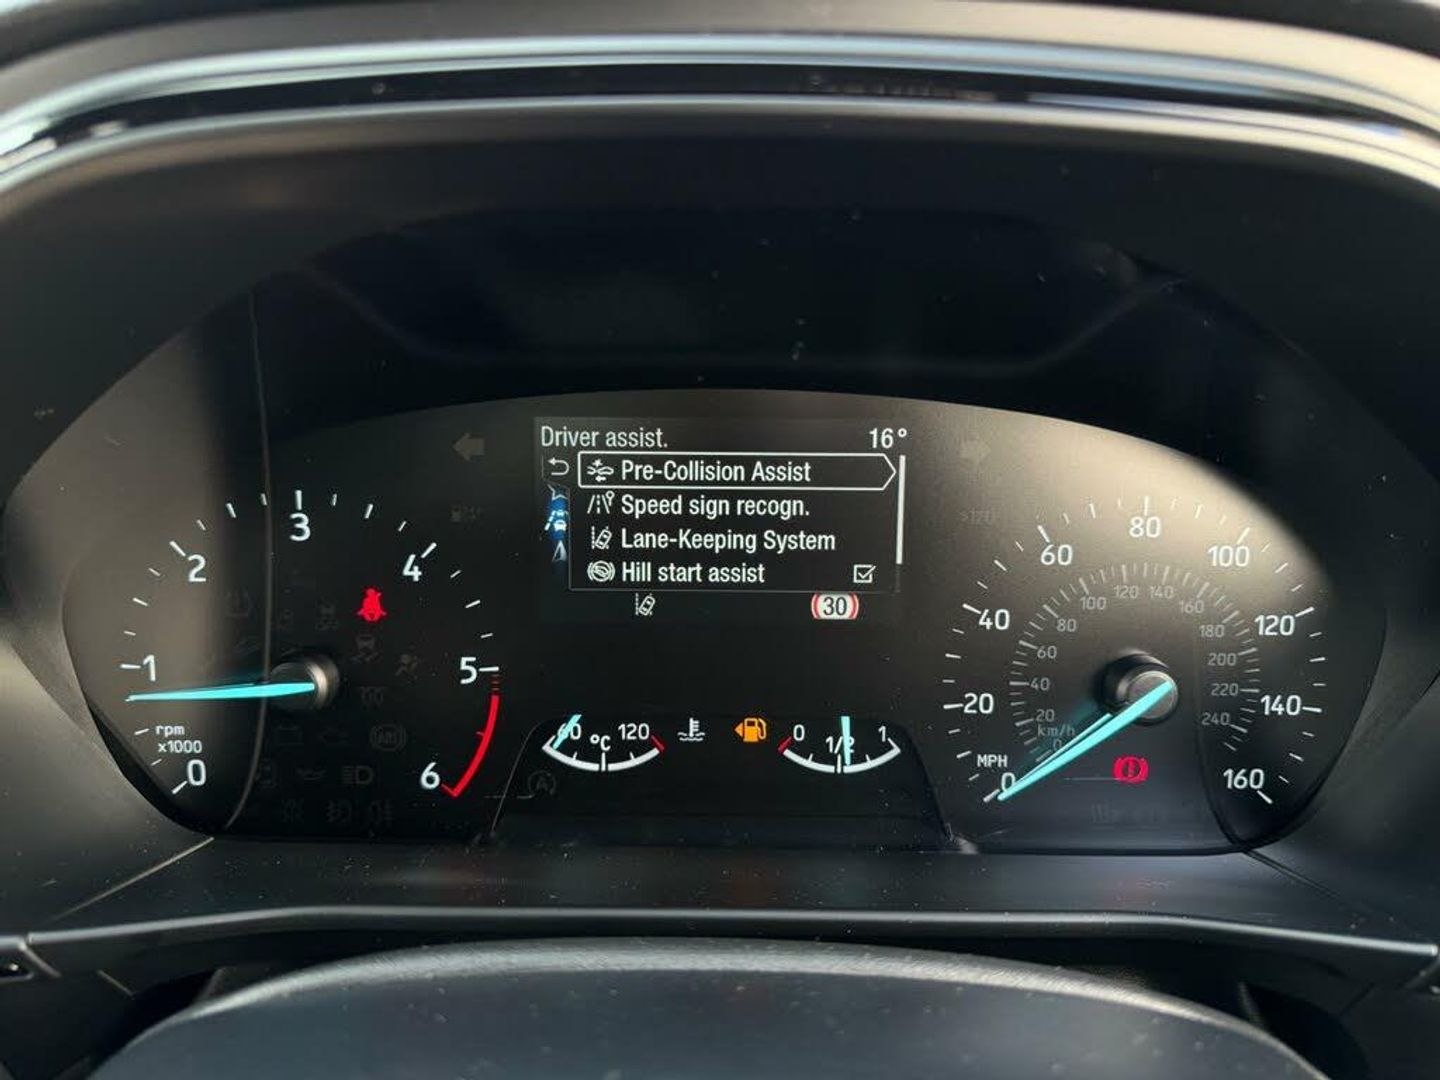 Driver assist. 16°
Pre-Collision Assist
Speed sign recogn.
Lane-Keeping System
Hill start assist
30
0 1 2 3 4 5 6
rpm
x1000
60 °C 120
0 1/2 1
0 20 40 60 80 100 120 140 160
MPH
0 20 40 60 80 100 120 140 160 180 200 220 240
km/h
ABS